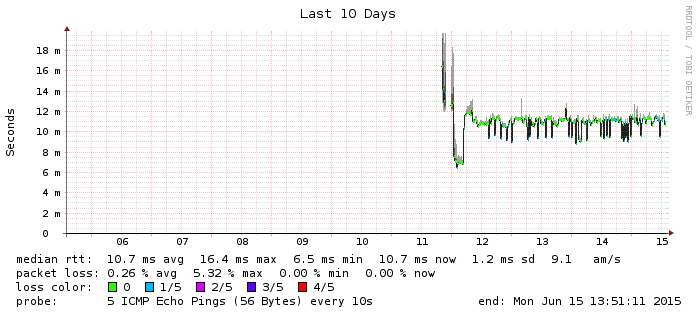 Last 10 Days
RRDTOOL / TOBI OETIKER
Seconds
18 m
16 m
14 m
12 m
10 m
8 m
6 m
4 m
2 m
0
06 07 08 09 10 11 12 13 14 15
median rtt: 10.7 ms avg 16.4 ms max 6.5 ms min 10.7 ms now 1.2 ms sd 9.1 am/s
packet loss: 0.26 % avg 5.32 % max 0.00 % min 0.00 % now
loss color: 0 1/5 2/5 3/5 4/5
probe: 5 ICMP Echo Pings (56 Bytes) every 10s end: Mon Jun 15 13:51:11 2015